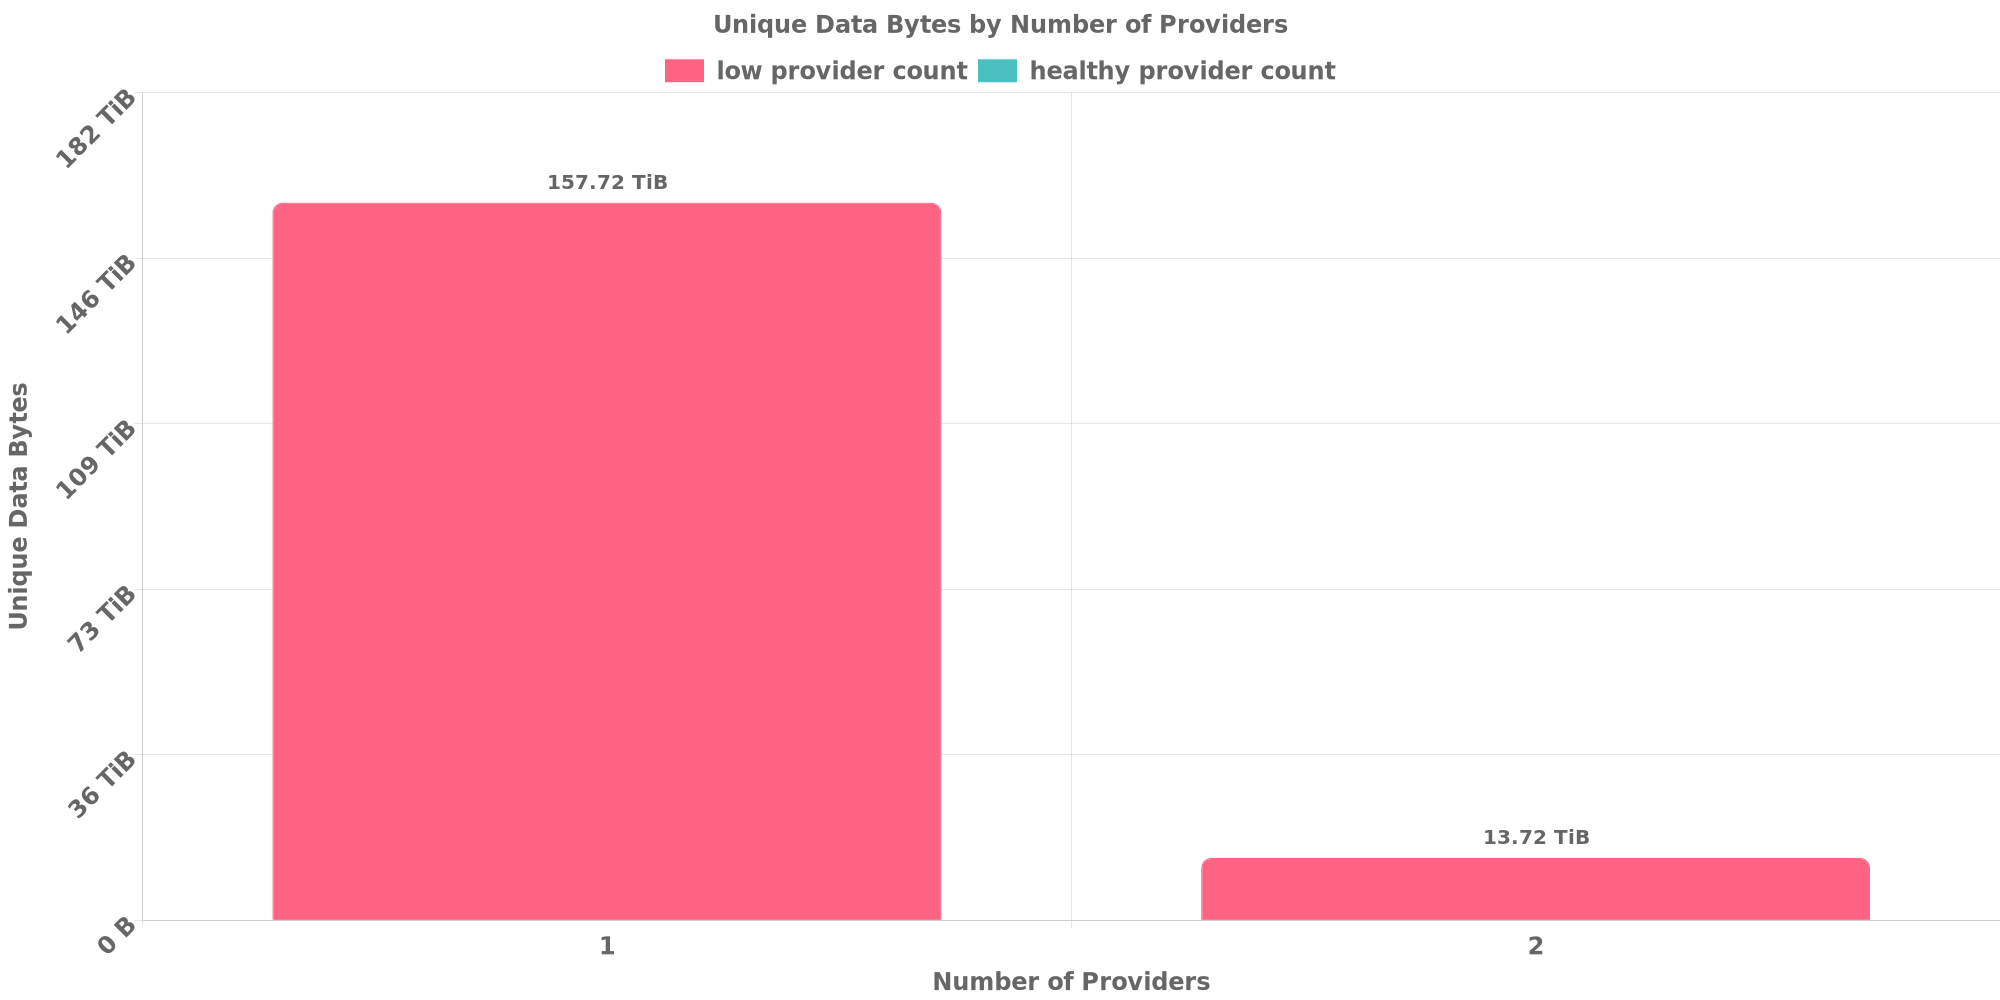 Unique Data Bytes by Number of Providers
low provider count healthy provider count
182 TiB
157.72 TiB
146 TiB
109 TiB
Unique Data Bytes
73 TiB
36 TiB
13.72 TiB
0 B
1 2
Number of Providers